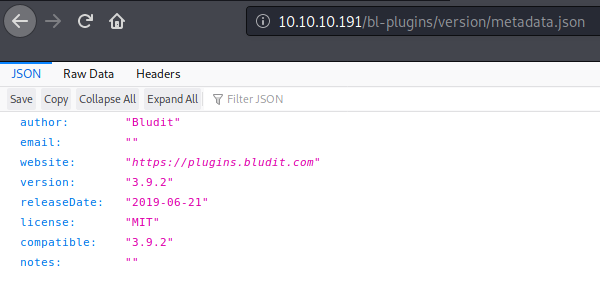 10.10.10.191/bl-plugins/version/metadata.json
JSON Raw Data Headers
Save Copy Collapse All Expand All Filter JSON
author: "Bludit"
email: ""
website: "https://plugins.bludit.com"
version: "3.9.2"
releaseDate: "2019-06-21"
license: "MIT"
compatible: "3.9.2"
notes: ""